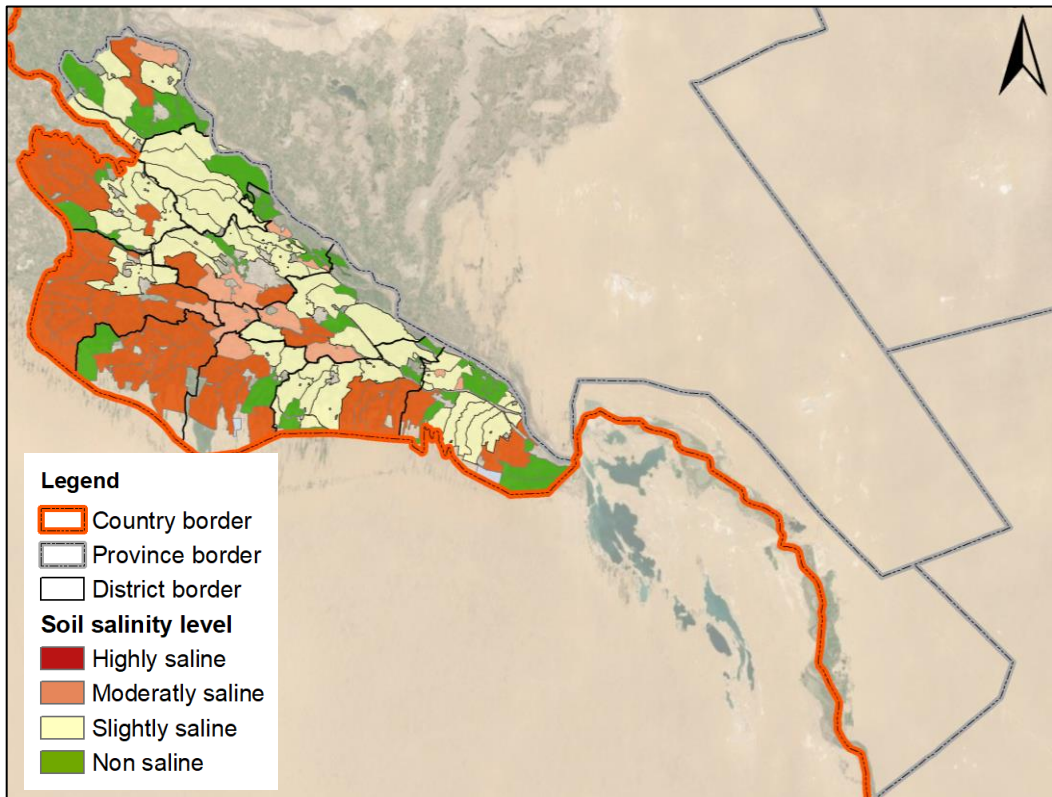 Legend
Country border
Province border
District border
Soil salinity level
Highly saline
Moderatly saline
Slightly saline
Non saline